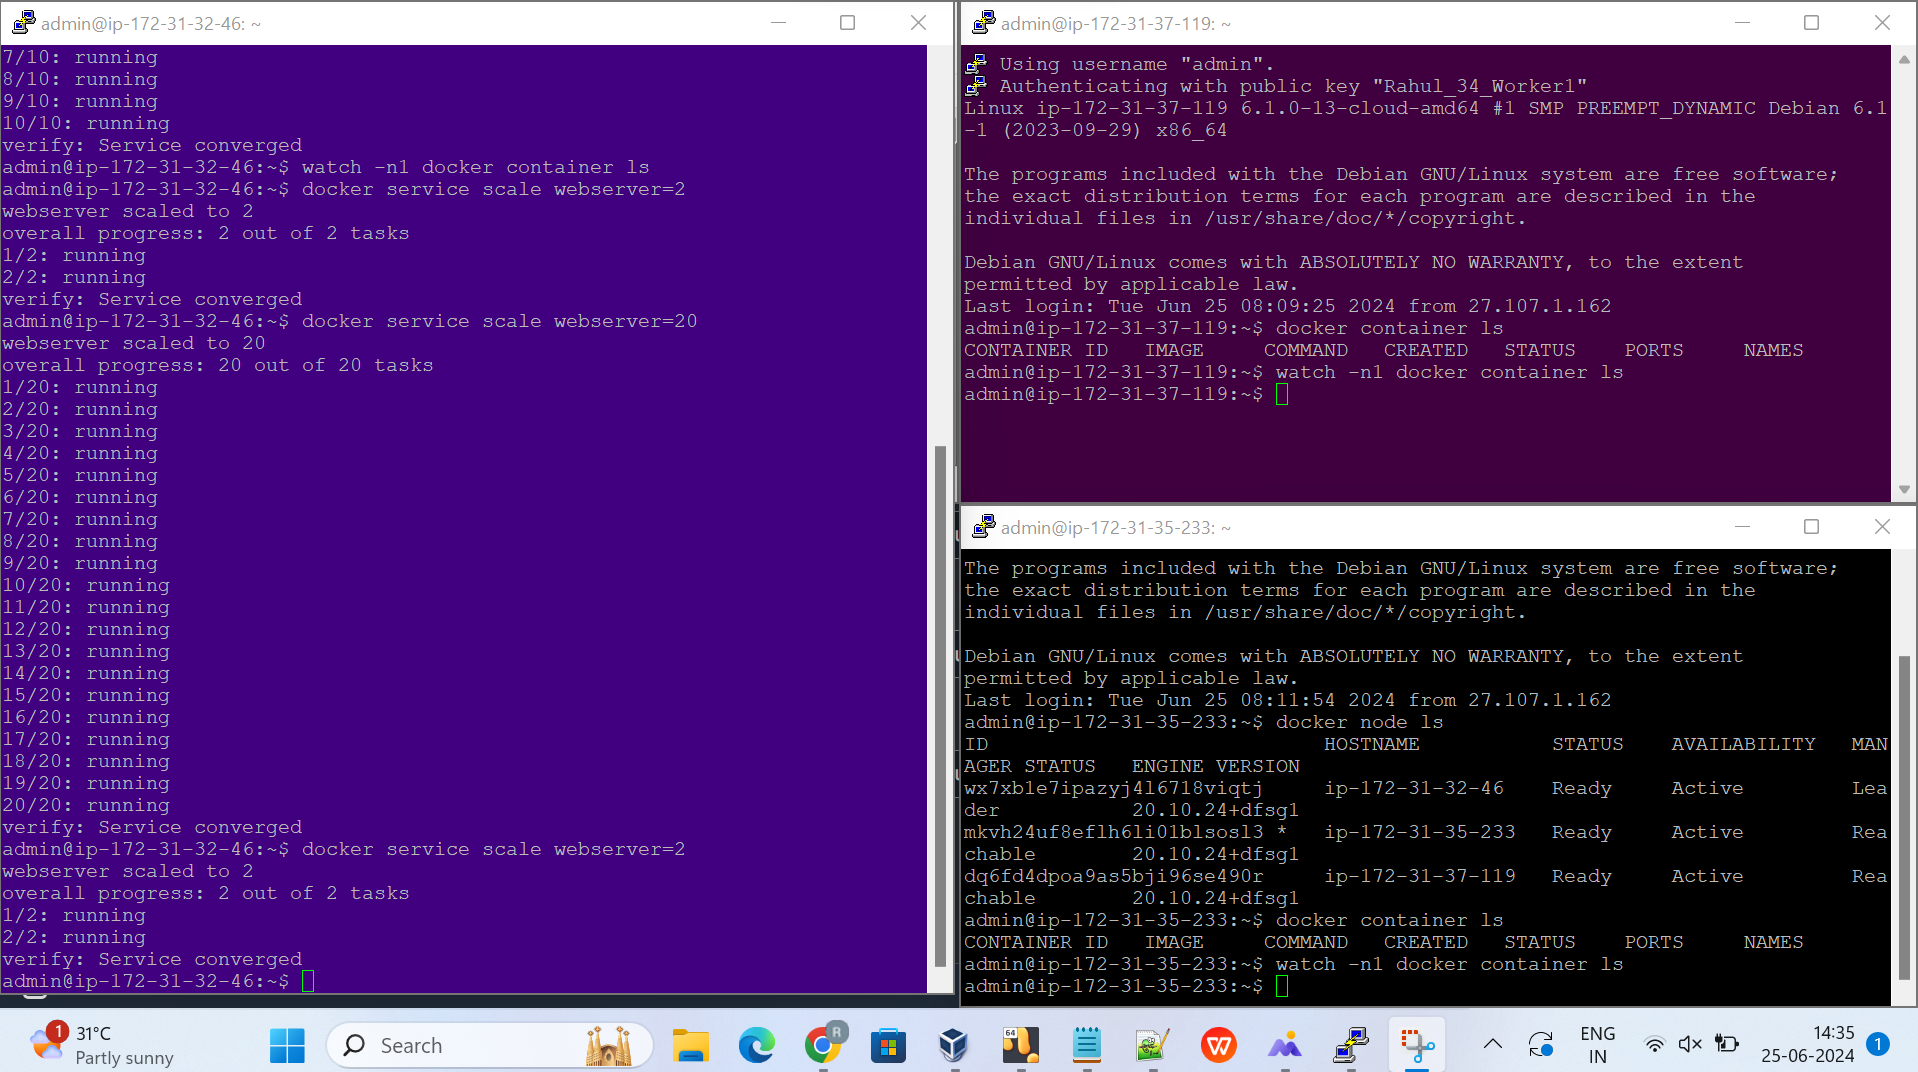 admin@ip-172-31-32-46: ~
7/10: running
8/10: running
9/10: running
10/10: running
verify: Service converged
admin@ip-172-31-32-46:~$ watch -n1 docker container ls
admin@ip-172-31-32-46:~$ docker service scale webserver=2
webserver scaled to 2
overall progress: 2 out of 2 tasks
1/2: running
2/2: running
verify: Service converged
admin@ip-172-31-32-46:~$ docker service scale webserver=20
webserver scaled to 20
overall progress: 20 out of 20 tasks
1/20: running
2/20: running
3/20: running
4/20: running
5/20: running
6/20: running
7/20: running
8/20: running
9/20: running
10/20: running
11/20: running
12/20: running
13/20: running
14/20: running
15/20: running
16/20: running
17/20: running
18/20: running
19/20: running
20/20: running
verify: Service converged
admin@ip-172-31-32-46:~$ docker service scale webserver=2
webserver scaled to 2
overall progress: 2 out of 2 tasks
1/2: running
2/2: running
verify: Service converged
admin@ip-172-31-32-46:~$
admin@ip-172-31-37-119: ~
Using username "admin".
Authenticating with public key "Rahul_34_Worker1"
Linux ip-172-31-37-119 6.1.0-13-cloud-amd64 #1 SMP PREEMPT_DYNAMIC Debian 6.1
-1 (2023-09-29) x86_64
The programs included with the Debian GNU/Linux system are free software;
the exact distribution terms for each program are described in the
individual files in /usr/share/doc/*/copyright.
Debian GNU/Linux comes with ABSOLUTELY NO WARRANTY, to the extent
permitted by applicable law.
Last login: Tue Jun 25 08:09:25 2024 from 27.107.1.162
admin@ip-172-31-37-119:~$ docker container ls
CONTAINER ID   IMAGE     COMMAND   CREATED   STATUS    PORTS     NAMES
admin@ip-172-31-37-119:~$ watch -n1 docker container ls
admin@ip-172-31-37-119:~$
admin@ip-172-31-35-233: ~
The programs included with the Debian GNU/Linux system are free software;
the exact distribution terms for each program are described in the
individual files in /usr/share/doc/*/copyright.
Debian GNU/Linux comes with ABSOLUTELY NO WARRANTY, to the extent
permitted by applicable law.
Last login: Tue Jun 25 08:11:54 2024 from 27.107.1.162
admin@ip-172-31-35-233:~$ docker node ls
ID                            HOSTNAME           STATUS    AVAILABILITY   MAN
AGER STATUS   ENGINE VERSION
wx7xb1e7ipazyj4l6718viqtj     ip-172-31-32-46    Ready     Active         Lea
der           20.10.24+dfsg1
mkvh24uf8eflh6li01blsosl3 *   ip-172-31-35-233   Ready     Active         Rea
chable        20.10.24+dfsg1
dq6fd4dpoa9as5bji96se490r     ip-172-31-37-119   Ready     Active         Rea
chable        20.10.24+dfsg1
admin@ip-172-31-35-233:~$ docker container ls
CONTAINER ID   IMAGE     COMMAND   CREATED   STATUS    PORTS     NAMES
admin@ip-172-31-35-233:~$ watch -n1 docker container ls
admin@ip-172-31-35-233:~$
1
31°C
Partly sunny
Search
R
64
W
ENG
IN
14:35
25-06-2024
1